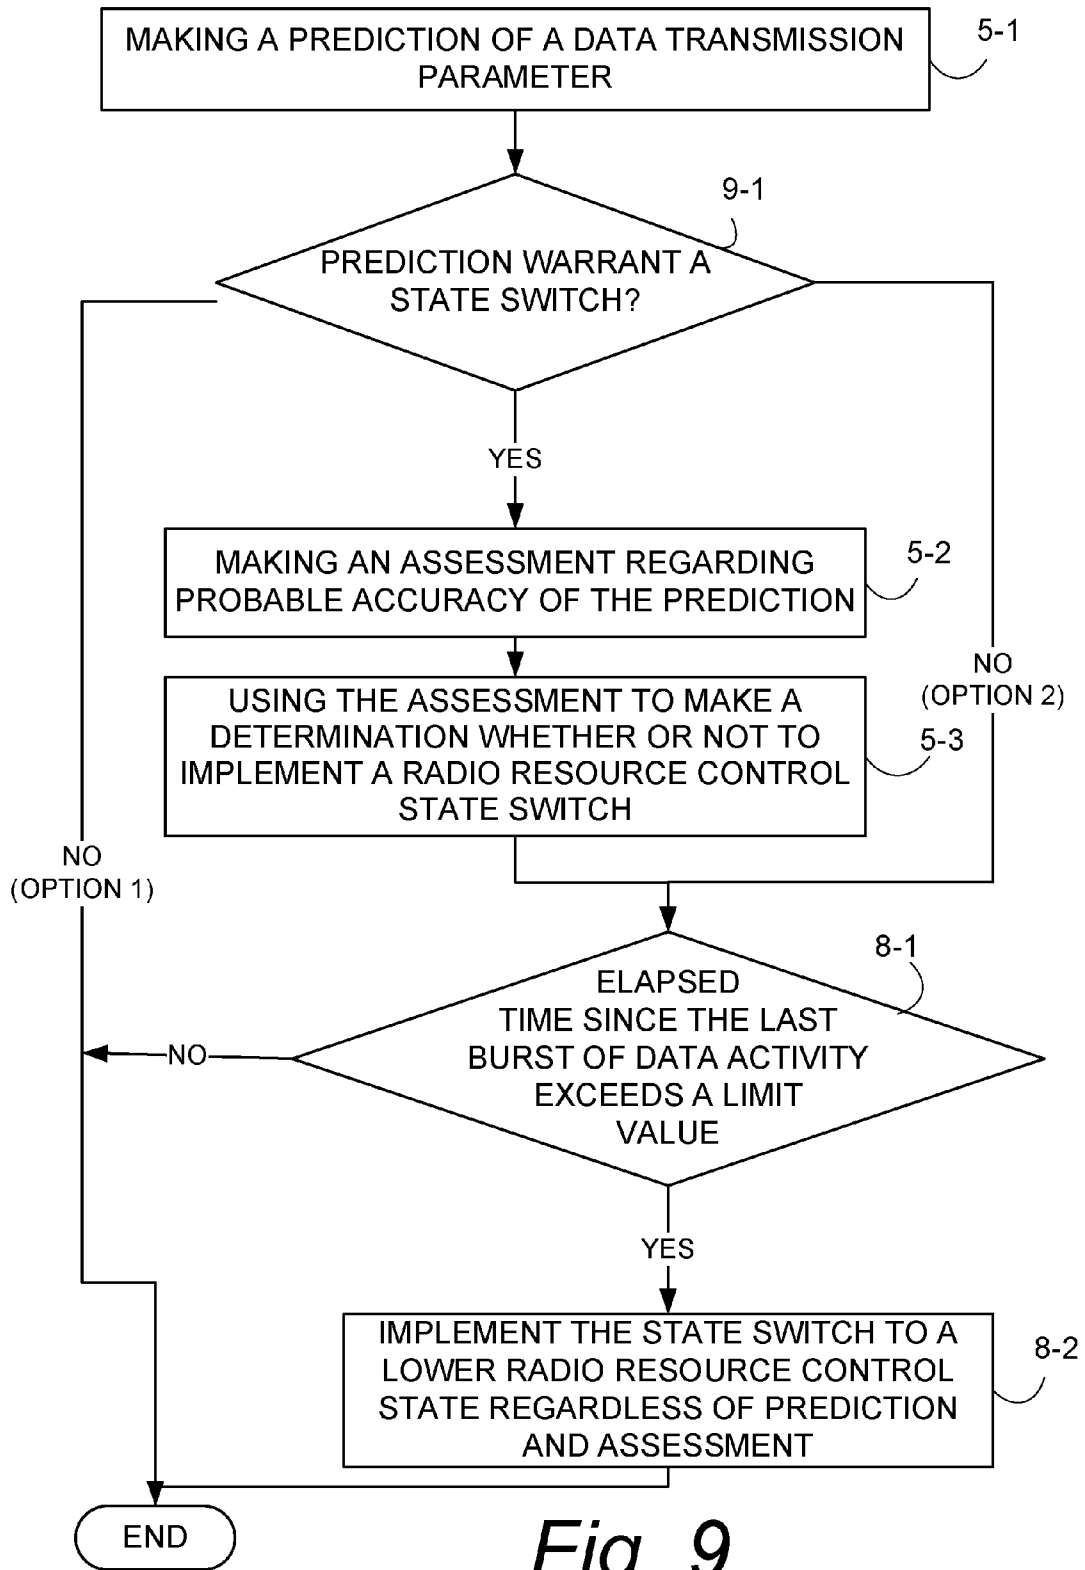 MAKING A PREDICTION OF A DATA TRANSMISSION
PARAMETER
5-1
9-1
PREDICTION WARRANT A
STATE SWITCH?
YES
MAKING AN ASSESSMENT REGARDING
PROBABLE ACCURACY OF THE PREDICTION
5-2
NO
(OPTION 2)
USING THE ASSESSMENT TO MAKE A
DETERMINATION WHETHER OR NOT TO
IMPLEMENT A RADIO RESOURCE CONTROL
STATE SWITCH
5-3
NO
(OPTION 1)
8-1
ELAPSED
TIME SINCE THE LAST
BURST OF DATA ACTIVITY
EXCEEDS A LIMIT
VALUE
NO
YES
IMPLEMENT THE STATE SWITCH TO A
LOWER RADIO RESOURCE CONTROL
STATE REGARDLESS OF PREDICTION
AND ASSESSMENT
8-2
END
Fig. 9